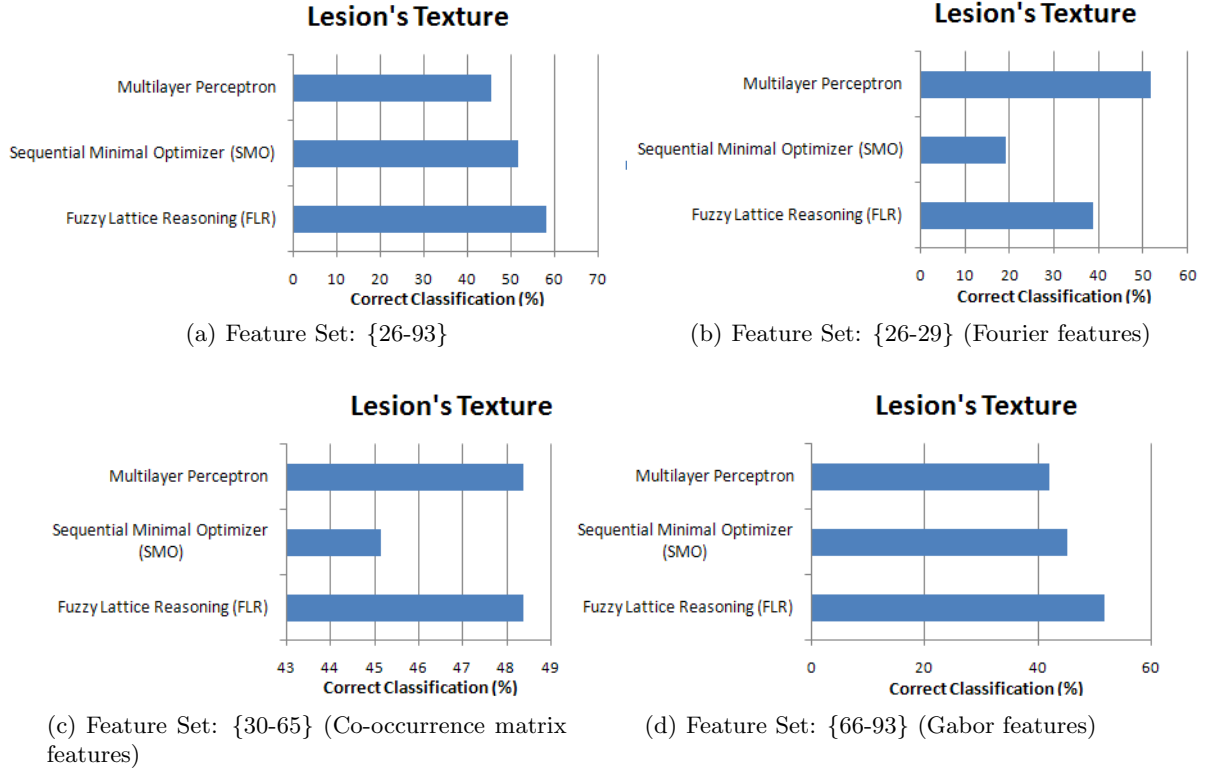 Lesion's Texture
Multilayer Perceptron
Sequential Minimal Optimizer (SMO)
Fuzzy Lattice Reasoning (FLR)
0 10 20 30 40 50 60 70
Correct Classification (%)
(a) Feature Set: {26-93}
Lesion's Texture
Multilayer Perceptron
Sequential Minimal Optimizer (SMO)
Fuzzy Lattice Reasoning (FLR)
0 10 20 30 40 50 60
Correct Classification (%)
(b) Feature Set: {26-29} (Fourier features)
Lesion's Texture
Multilayer Perceptron
Sequential Minimal Optimizer
(SMO)
Fuzzy Lattice Reasoning (FLR)
43 44 45 46 47 48 49
Correct Classification (%)
(c) Feature Set: {30-65} (Co-occurrence matrix
features)
Lesion's Texture
Multilayer Perceptron
Sequential Minimal Optimizer
(SMO)
Fuzzy Lattice Reasoning (FLR)
0 20 40 60
Correct Classification (%)
(d) Feature Set: {66-93} (Gabor features)